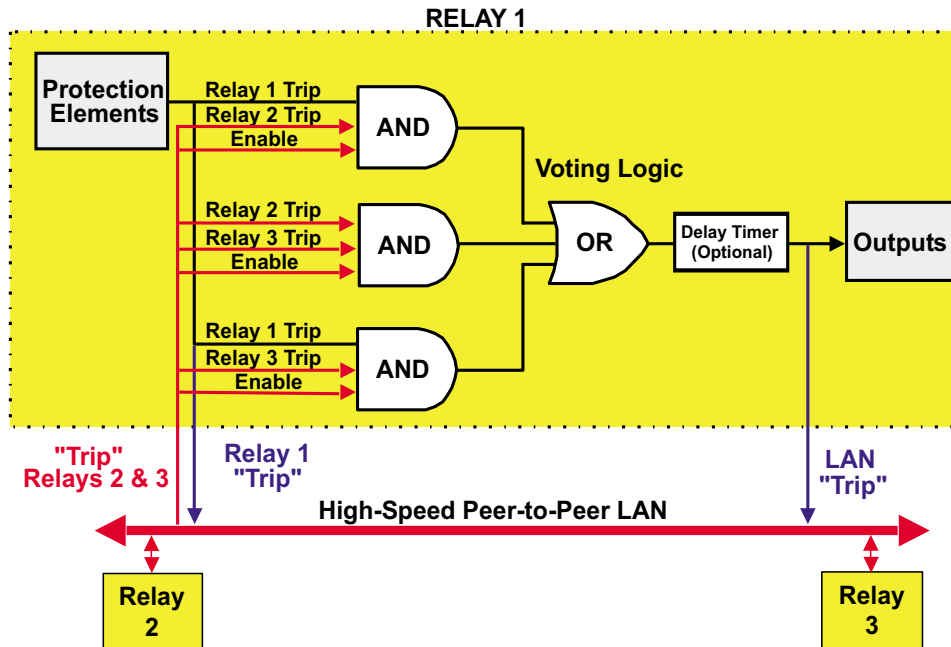 RELAY 1
Protection
Elements
Relay 1 Trip
Relay 2 Trip
Enable
AND
Voting Logic
Relay 2 Trip
Relay 3 Trip
Enable
AND
OR
Delay Timer
(Optional)
Outputs
Relay 1 Trip
Relay 3 Trip
Enable
AND
"Trip"
Relays 2 & 3
Relay 1
"Trip"
LAN
"Trip"
High-Speed Peer-to-Peer LAN
Relay
2
Relay
3